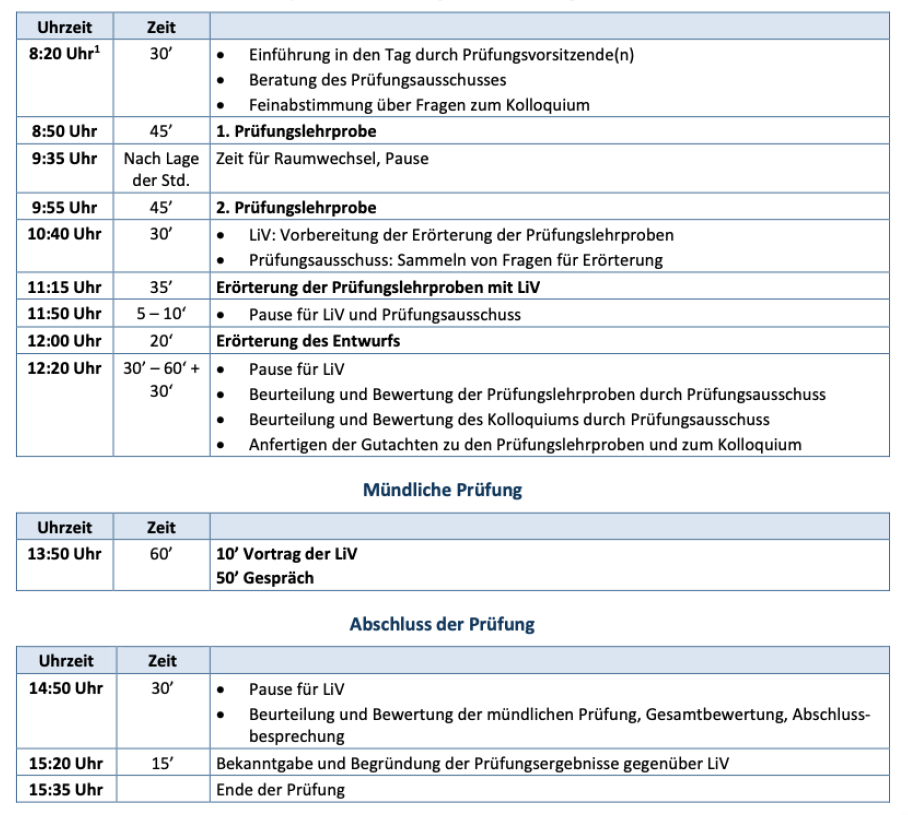 Uhrzeit Zeit
8:20 Uhr¹ 30′ • Einführung in den Tag durch Prüfungsvorsitzende(n)
• Beratung des Prüfungsausschusses
• Feinabstimmung über Fragen zum Kolloquium
8:50 Uhr 45′ 1. Prüfungslehrprobe
9:35 Uhr Nach Lage Zeit für Raumwechsel, Pause
der Std.
9:55 Uhr 45′ 2. Prüfungslehrprobe
10:40 Uhr 30′ • LiV: Vorbereitung der Erörterung der Prüfungslehrproben
• Prüfungsausschuss: Sammeln von Fragen für Erörterung
11:15 Uhr 35′ Erörterung der Prüfungslehrproben mit LiV
11:50 Uhr 5 – 10‘ • Pause für LiV und Prüfungsausschuss
12:00 Uhr 20‘ Erörterung des Entwurfs
12:20 Uhr 30′ – 60‘ + • Pause für LiV
30‘ • Beurteilung und Bewertung der Prüfungslehrproben durch Prüfungsausschuss
• Beurteilung und Bewertung des Kolloquiums durch Prüfungsausschuss
• Anfertigen der Gutachten zu den Prüfungslehrproben und zum Kolloquium
Mündliche Prüfung
Uhrzeit Zeit
13:50 Uhr 60′ 10′ Vortrag der LiV
50′ Gespräch
Abschluss der Prüfung
Uhrzeit Zeit
14:50 Uhr 30′ • Pause für LiV
• Beurteilung und Bewertung der mündlichen Prüfung, Gesamtbewertung, Abschluss-
besprechung
15:20 Uhr 15′ Bekanntgabe und Begründung der Prüfungsergebnisse gegenüber LiV
15:35 Uhr Ende der Prüfung